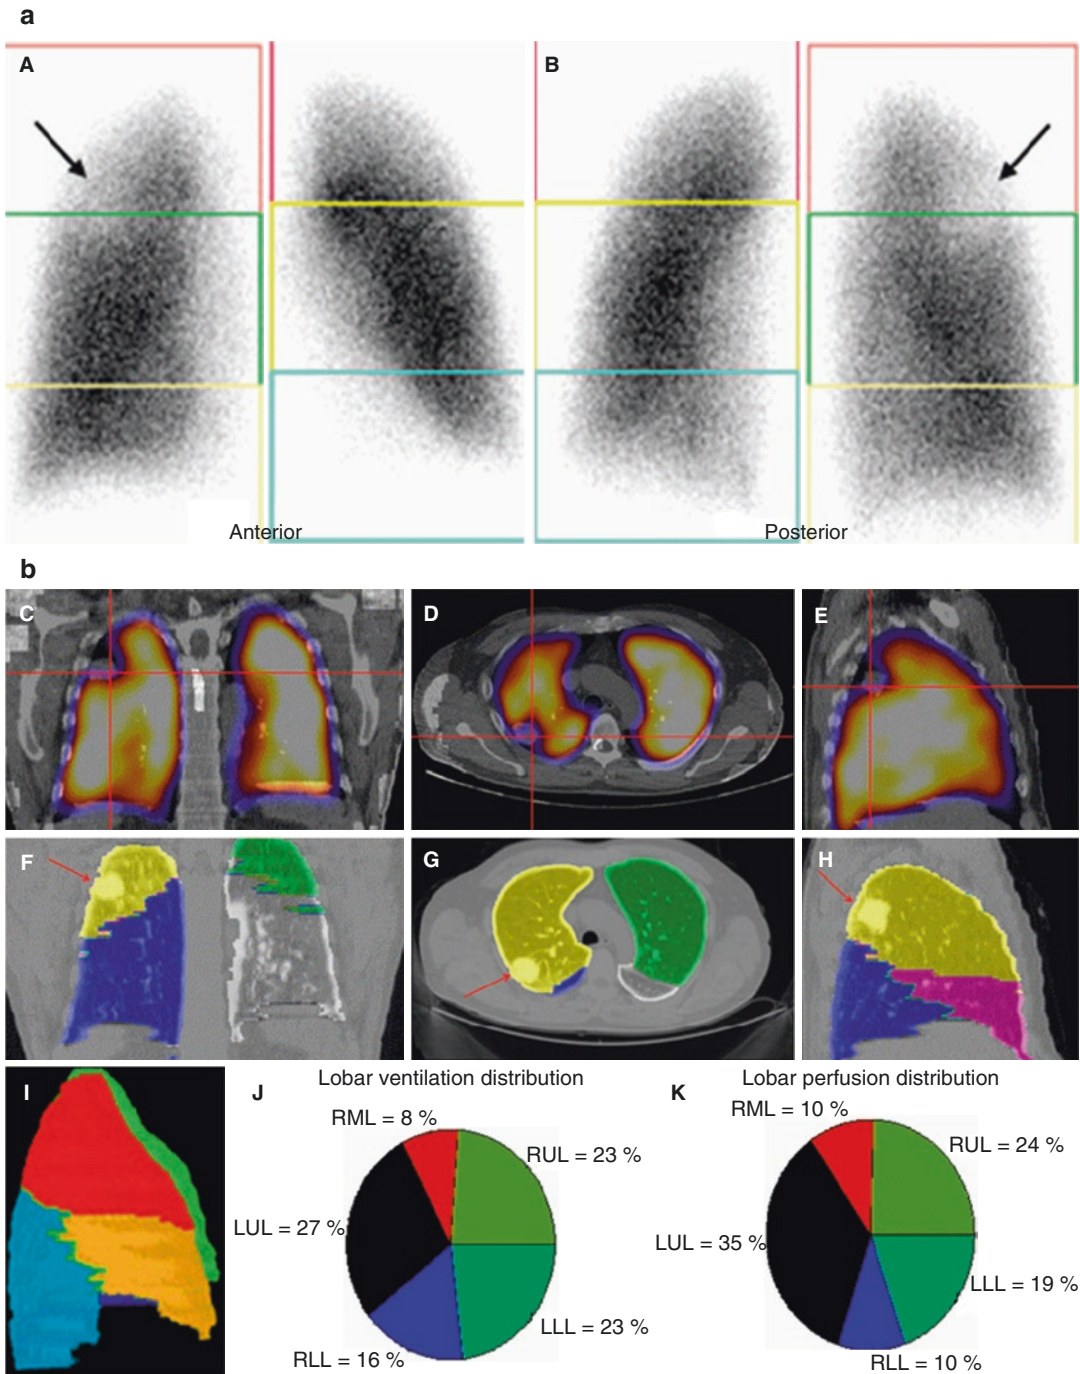 a
A
B
Anterior
Posterior
b
C
D
E
F
G
H
I
J
Lobar ventilation distribution
K
Lobar perfusion distribution
RML = 8 %
RUL = 23 %
LUL = 27 %
LLL = 23 %
RLL = 16 %
RML = 10 %
RUL = 24 %
LUL = 35 %
LLL = 19 %
RLL = 10 %